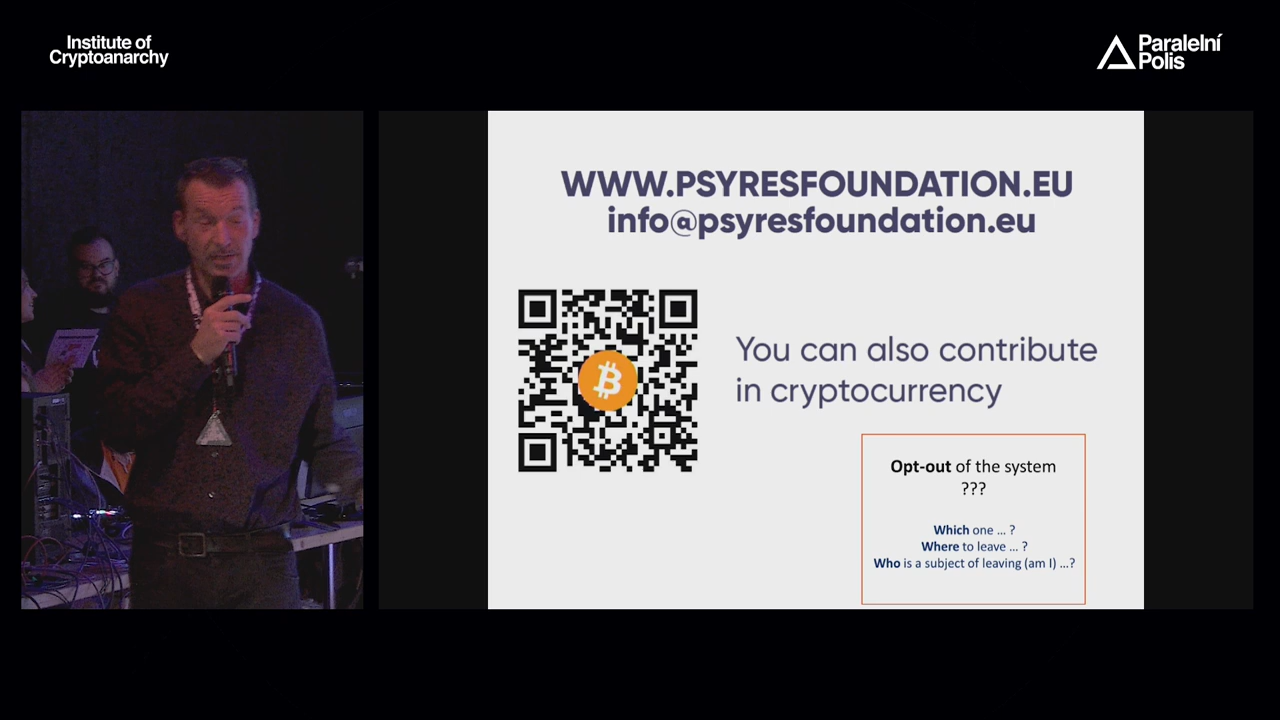 Institute of
Cryptoanarchy
Paralelní
Polis
WWW.PSYRESFOUNDATION.EU
info@psyresfoundation.eu
You can also contribute
in cryptocurrency
Opt-out of the system
???
Which one ... ?
Where to leave ... ?
Who is a subject of leaving (am I) ...?